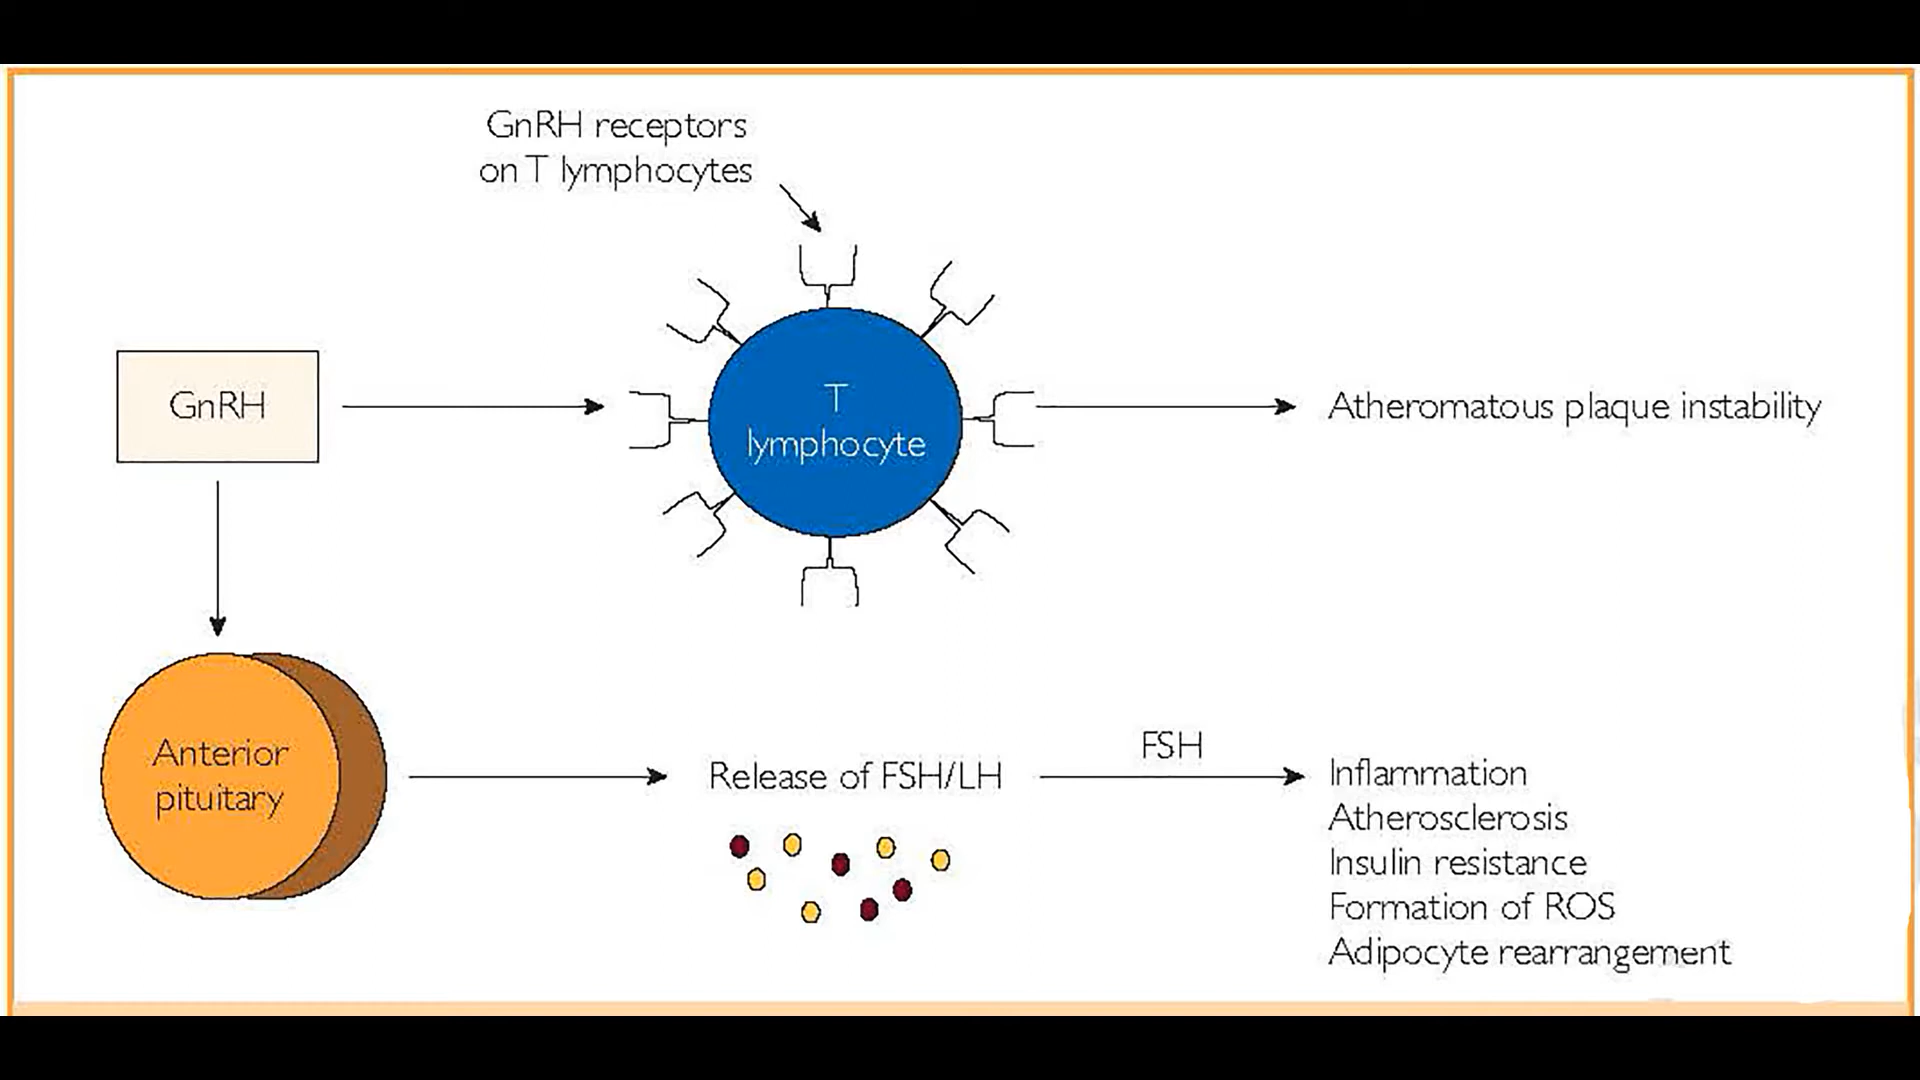 GnRH receptors
on T lymphocytes
GnRH
T
lymphocyte
Atheromatous plaque instability
Anterior
pituitary
Release of FSH/LH
FSH
Inflammation
Atherosclerosis
Insulin resistance
Formation of ROS
Adipocyte rearrangement